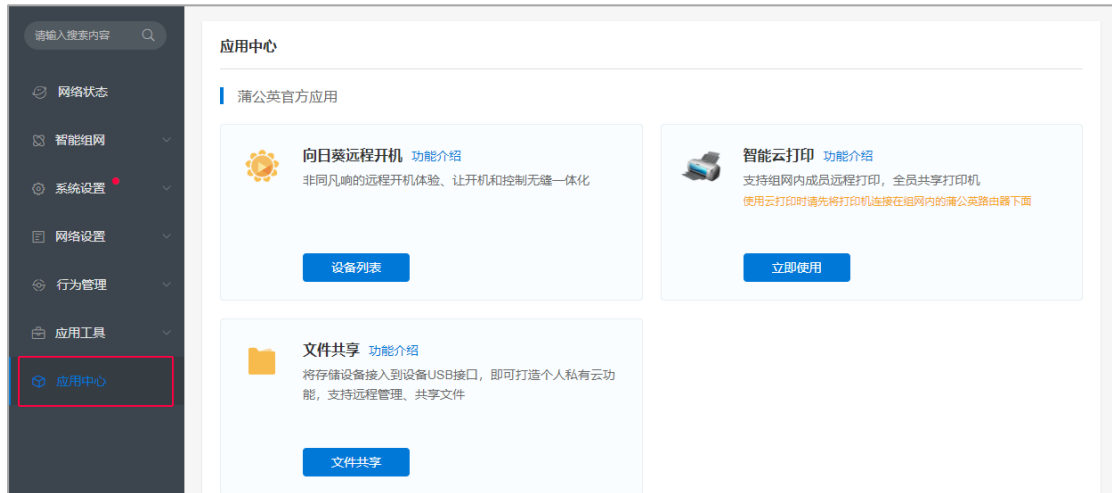 请输入搜索内容
网络状态
智能组网
系统设置
网络设置
行为管理
应用工具
应用中心
应用中心
蒲公英官方应用
向日葵远程开机 功能介绍
非同凡响的远程开机体验、让开机和控制无缝一体化
设备列表
智能云打印 功能介绍
支持组网内成员远程打印，全员共享打印机
使用云打印时请先将打印机连接在组网内的蒲公英路由器下面
立即使用
文件共享 功能介绍
将存储设备接入到设备USB接口，即可打造个人私有云功
能，支持远程管理、共享文件
文件共享